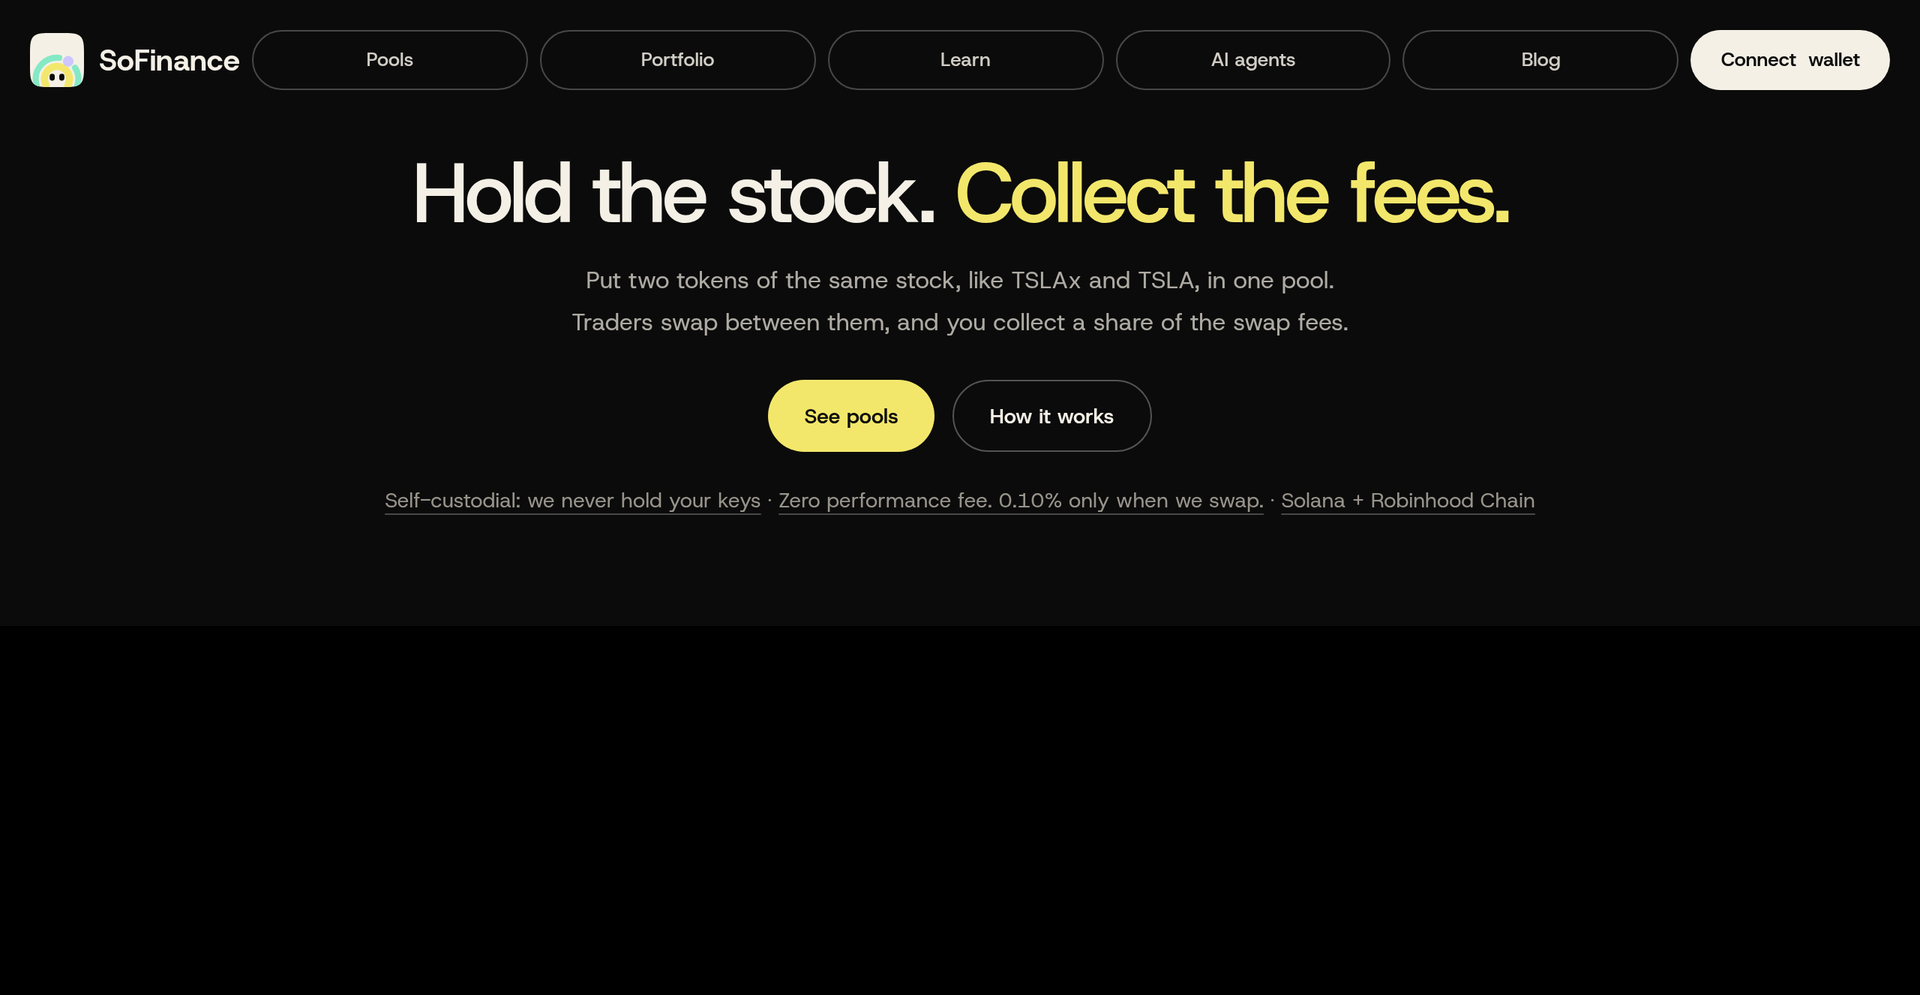 SoFinance
Pools
Portfolio
Learn
AI agents
Blog
Connect wallet
Hold the stock. Collect the fees.
Put two tokens of the same stock, like TSLAx and TSLA, in one pool.
Traders swap between them, and you collect a share of the swap fees.
See pools
How it works
Self-custodial: we never hold your keys · Zero performance fee. 0.10% only when we swap. · Solana + Robinhood Chain